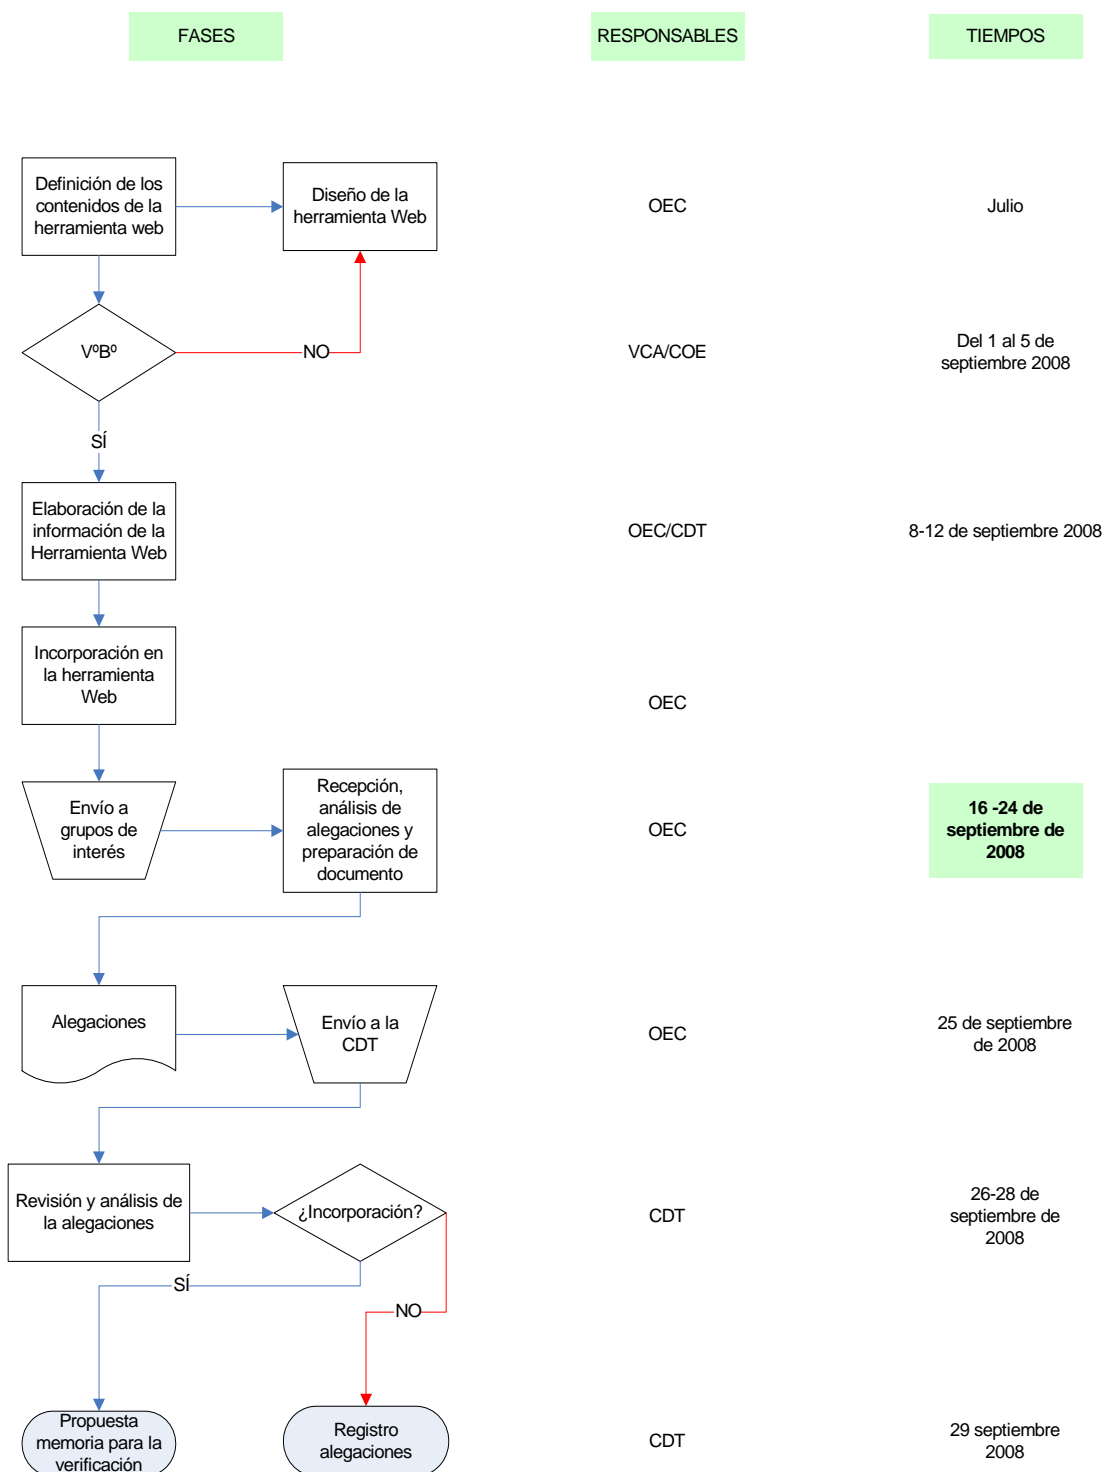 FASES
RESPONSABLES
TIEMPOS
Definición de los
contenidos de la
herramienta web
Diseño de la
herramienta Web
OEC
Julio
VºBº
NO
VCA/COE
Del 1 al 5 de
septiembre 2008
SÍ
Elaboración de la
información de la
Herramienta Web
OEC/CDT
8-12 de septiembre 2008
Incorporación en
la herramienta
Web
OEC
Envío a
grupos de
interés
Recepción,
análisis de
alegaciones y
preparación de
documento
OEC
16 -24 de
septiembre de
2008
Alegaciones
Envío a la
CDT
OEC
25 de septiembre
de 2008
Revisión y análisis de
la alegaciones
¿Incorporación?
CDT
26-28 de
septiembre de
2008
SÍ
NO
Propuesta
memoria para la
verificación
Registro
alegaciones
CDT
29 septiembre
2008